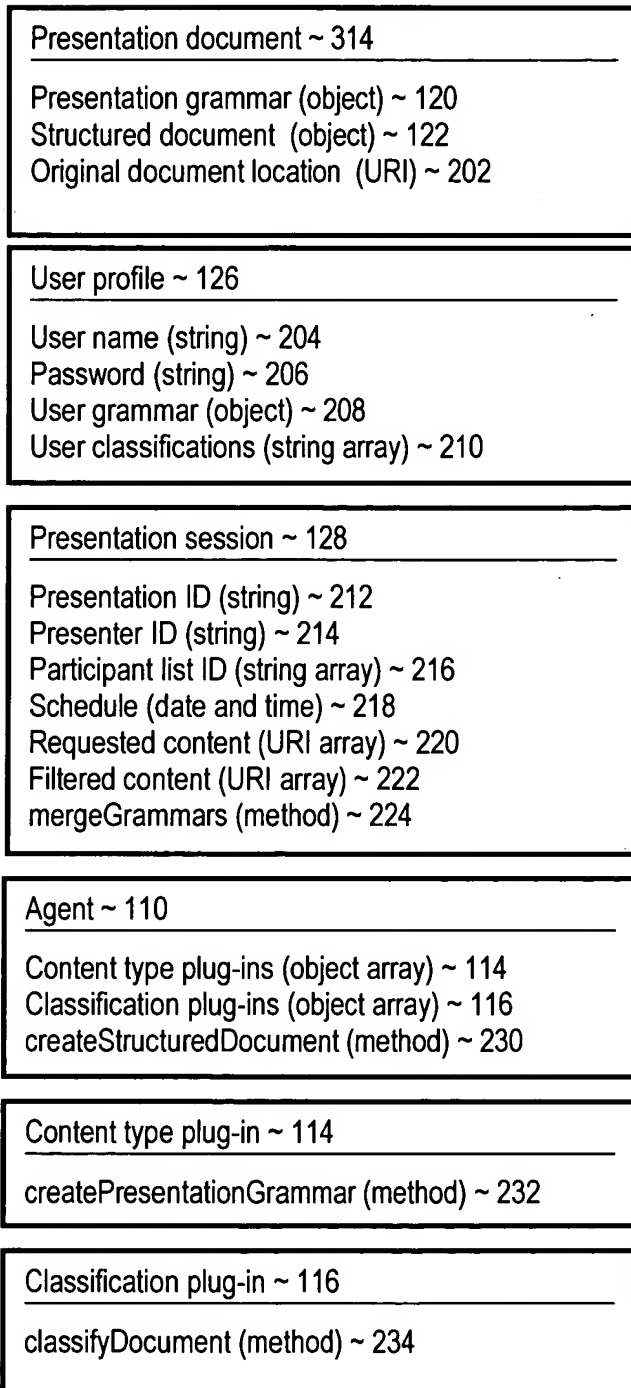 Presentation document ~ 314
Presentation grammar (object) ~ 120
Structured document (object) ~ 122
Original document location (URI) ~ 202
User profile ~ 126
User name (string) ~ 204
Password (string) ~ 206
User grammar (object) ~ 208
User classifications (string array) ~ 210
Presentation session ~ 128
Presentation ID (string) ~ 212
Presenter ID (string) ~ 214
Participant list ID (string array) ~ 216
Schedule (date and time) ~ 218
Requested content (URI array) ~ 220
Filtered content (URI array) ~ 222
mergeGrammars (method) ~ 224
Agent ~ 110
Content type plug-ins (object array) ~ 114
Classification plug-ins (object array) ~ 116
createStructuredDocument (method) ~ 230
Content type plug-in ~ 114
createPresentationGrammar (method) ~ 232
Classification plug-in ~ 116
classifyDocument (method) ~ 234